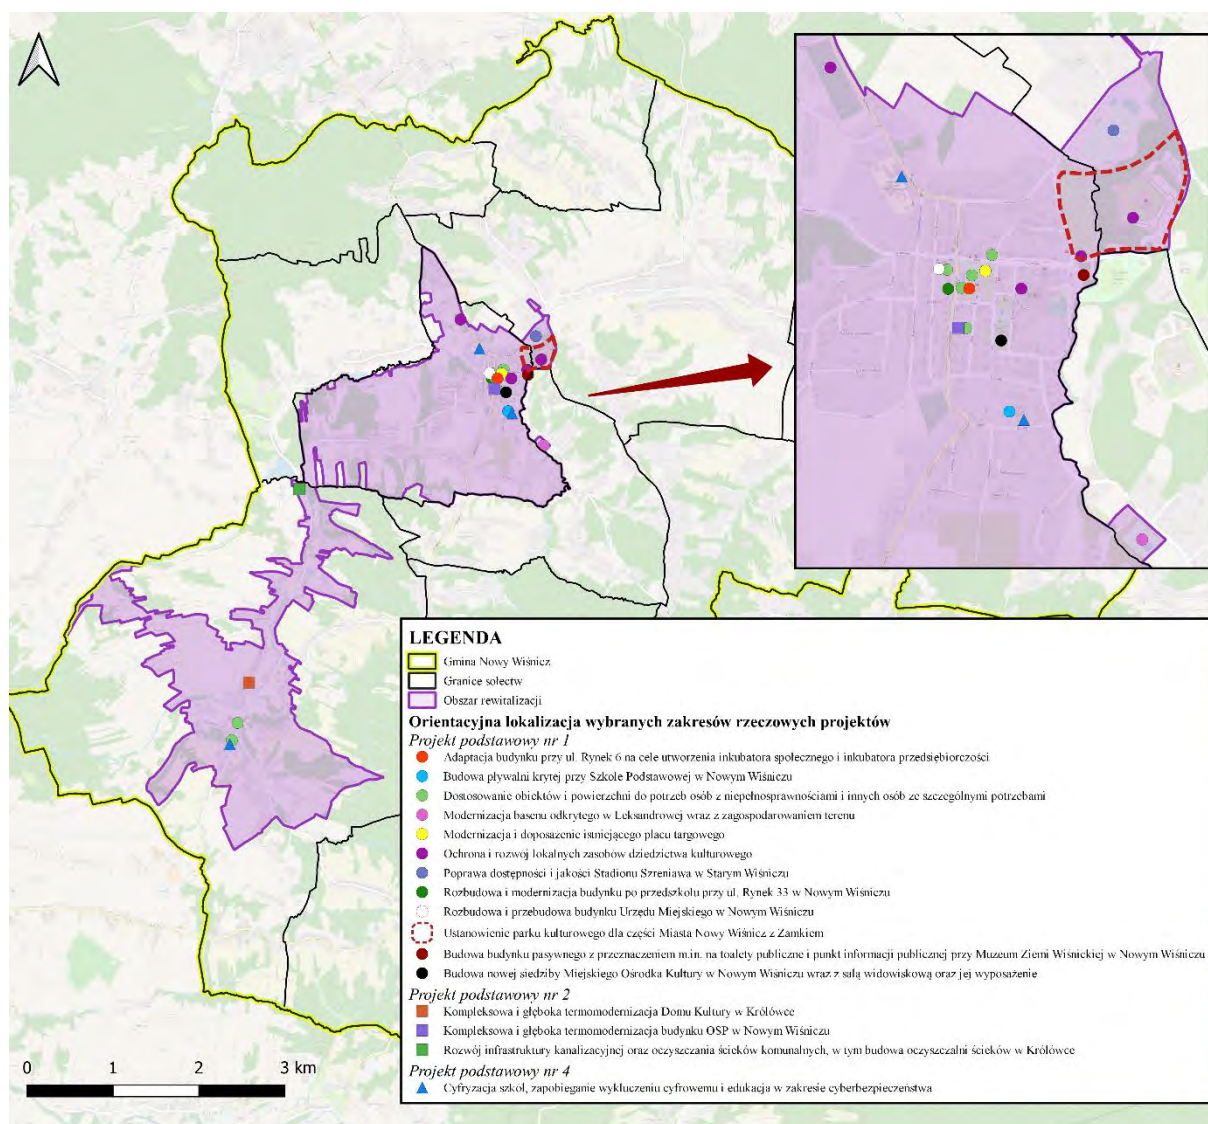 LEGENDA
Gmina Nowy Wiśnicz
Granice sołectw
Obszar rewitalizacji
Orientacyjna lokalizacja wybranych zakresów rzeczowych projektów
Projekt podstawowy nr 1
Adaptacja budynku przy ul. Rynek 6 na cele utworzenia inkubatora społecznego i inkubatora przedsiębiorczości
Budowa pływalni krytej przy Szkole Podstawowej w Nowym Wiśniczu
Dostosowanie obiektów i powierzchni do potrzeb osób z niepełnosprawnościami i innych osób ze szczególnymi potrzebami
Modernizacja basenu odkrytego w Leksandrowej wraz z zagospodarowaniem terenu
Modernizacja i doposażenie istniejącego placu targowego
Ochrona i rozwój lokalnych zasobów dziedzictwa kulturowego
Poprawa dostępności i jakości Stadionu Szreniawa w Starym Wiśniczu
Rozbudowa i modernizacja budynku po przedszkolu przy ul. Rynek 33 w Nowym Wiśniczu
Rozbudowa i przebudowa budynku Urzędu Miejskiego w Nowym Wiśniczu
Ustanowienie parku kulturowego dla części Miasta Nowy Wiśnicz z Zamkiem
Budowa budynku pasywnego z przeznaczeniem m.in. na toalety publiczne i punkt informacji publicznej przy Muzeum Ziemi Wiśnickiej w Nowym Wiśniczu
Budowa nowej siedziby Miejskiego Ośrodka Kultury w Nowym Wiśniczu wraz z salą widowiskową oraz jej wyposażenie
Projekt podstawowy nr 2
Kompleksowa i głęboka termomodernizacja Domu Kultury w Królówce
Kompleksowa i głęboka termomodernizacja budynku OSP w Nowym Wiśniczu
Rozwój infrastruktury kanalizacyjnej oraz oczyszczania ścieków komunalnych, w tym budowa oczyszczalni ścieków w Królówce
Projekt podstawowy nr 4
Cyfryzacja szkół, zapobieganie wykluczeniu cyfrowemu i edukacja w zakresie cyberbezpieczeństwa
0 1 2 3 km